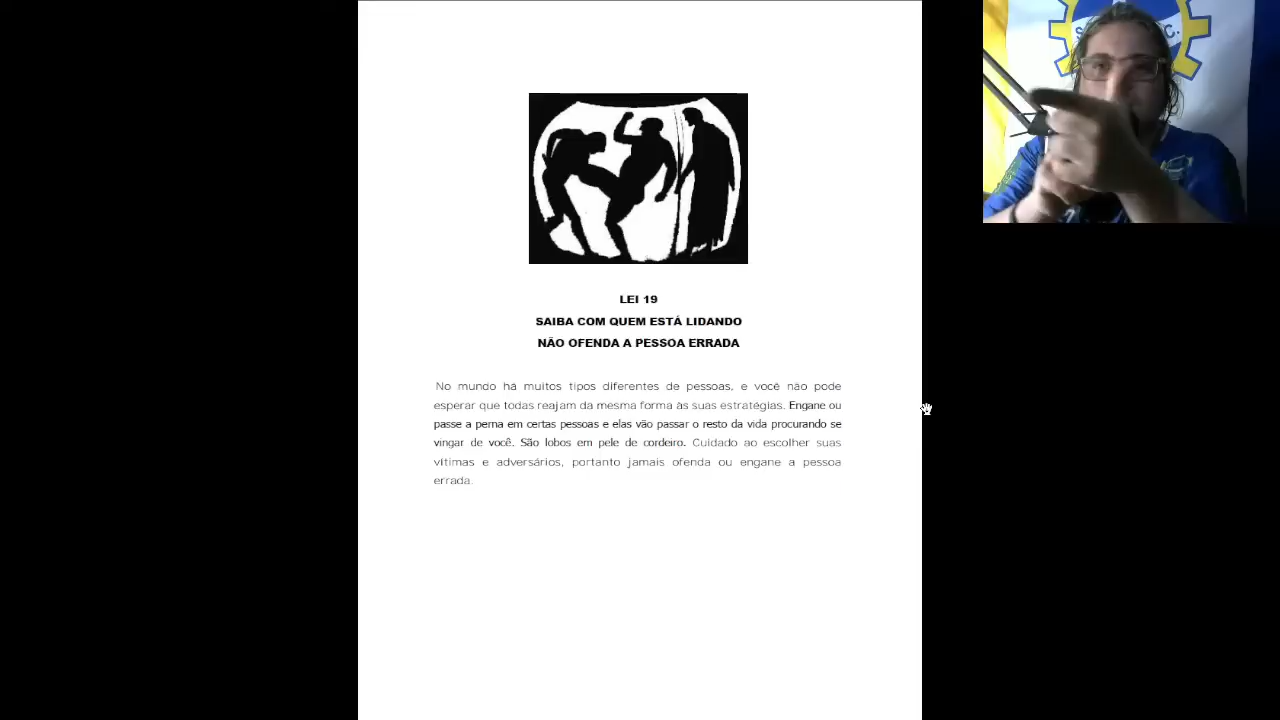 LEI 19
SAIBA COM QUEM ESTÁ LIDANDO
NÃO OFENDA A PESSOA ERRADA
No mundo há muitos tipos diferentes de pessoas, e você não pode
esperar que todas reajam da mesma forma às suas estratégias. Engane ou
passe a perna em certas pessoas e elas vão passar o resto da vida procurando se
vingar de você. São lobos em pele de cordeiro. Cuidado ao escolher suas
vítimas e adversários, portanto jamais ofenda ou engane a pessoa
errada.